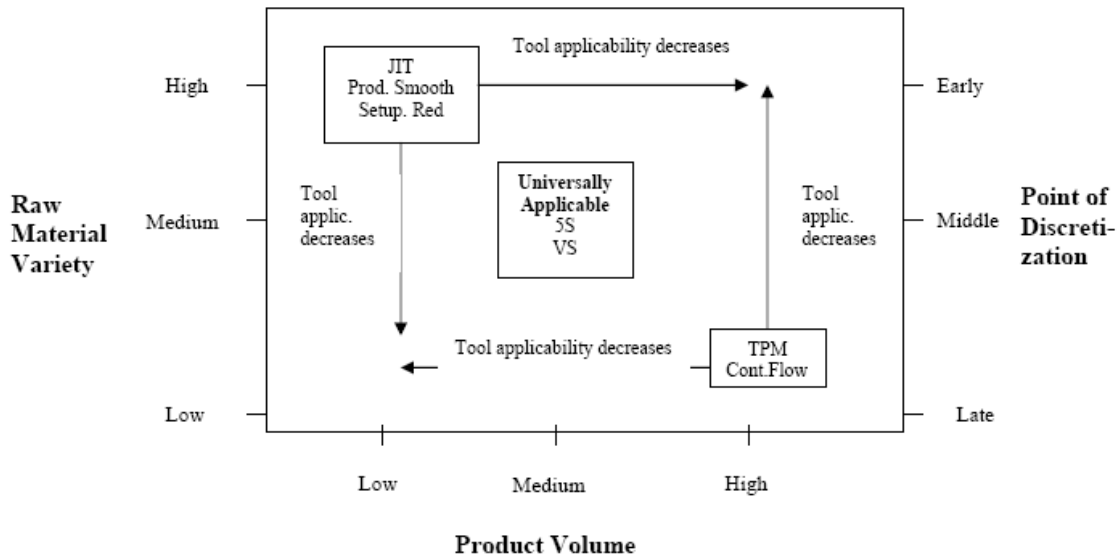 Tool applicability decreases
JIT
Prod. Smooth
Setup. Red
High
Early
Universally
Applicable
5S
VS
Tool
applic.
decreases
Tool
applic.
decreases
Raw
Material
Variety
Medium
Middle
Point of
Discreti-
zation
Tool applicability decreases
TPM
Cont.Flow
Low
Late
Low
Medium
High
Product Volume